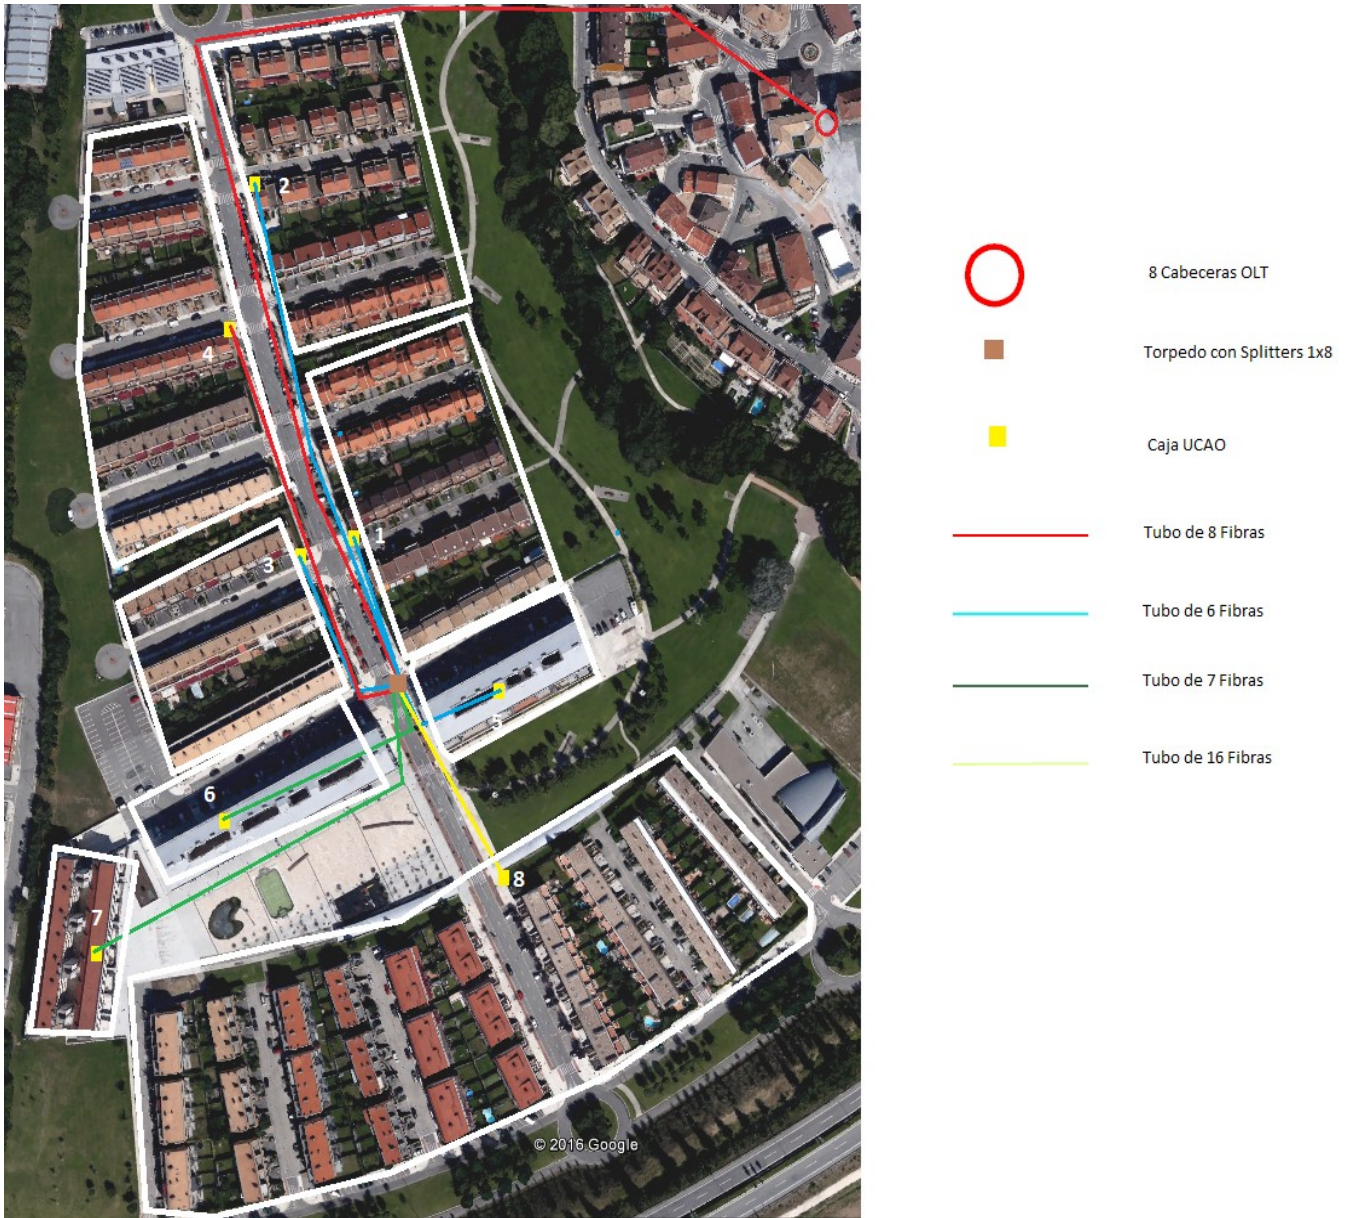 2
4
1
3
5
6
7
8
© 2016 Google
8 Cabeceras OLT
Torpedo con Splitters 1x8
Caja UCAO
Tubo de 8 Fibras
Tubo de 6 Fibras
Tubo de 7 Fibras
Tubo de 16 Fibras